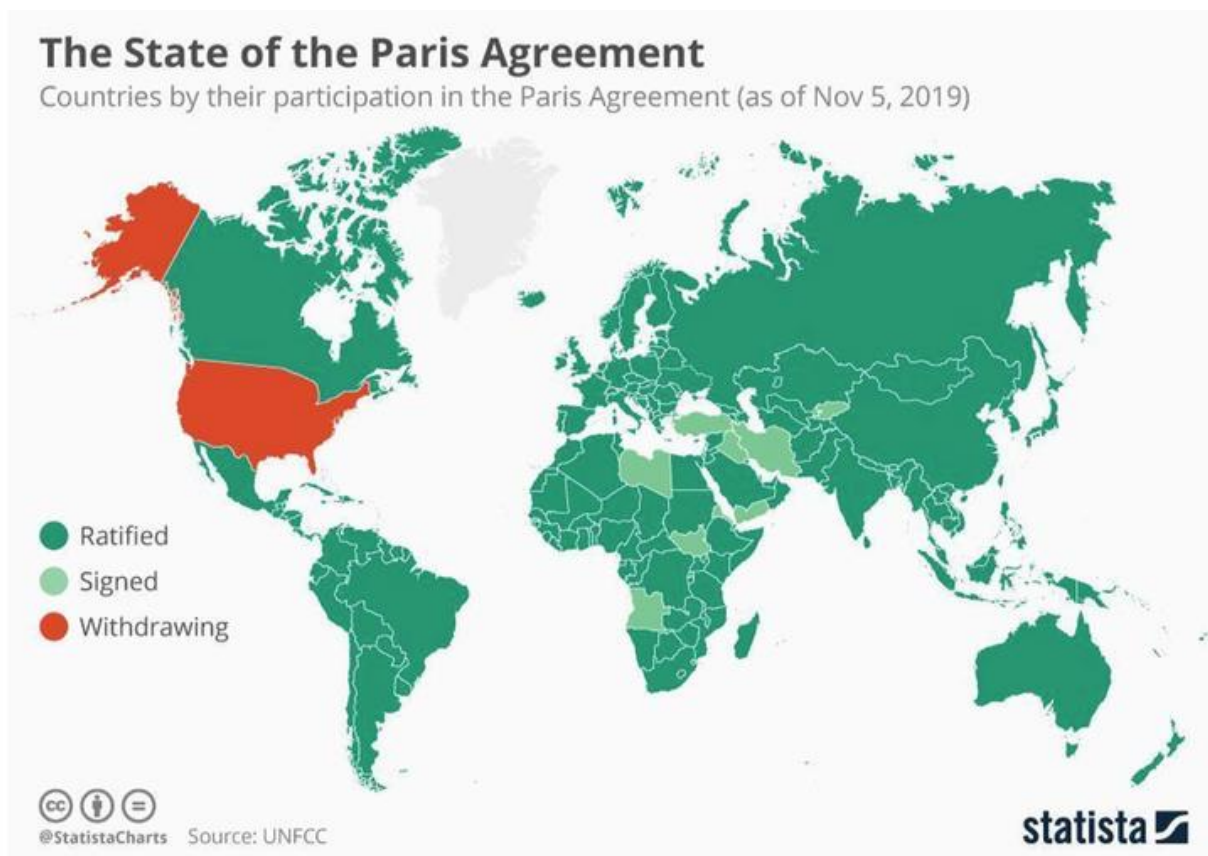 The State of the Paris Agreement
Countries by their participation in the Paris Agreement (as of Nov 5, 2019)
Ratified
Signed
Withdrawing
cc
@StatistaCharts Source: UNFCC
statista